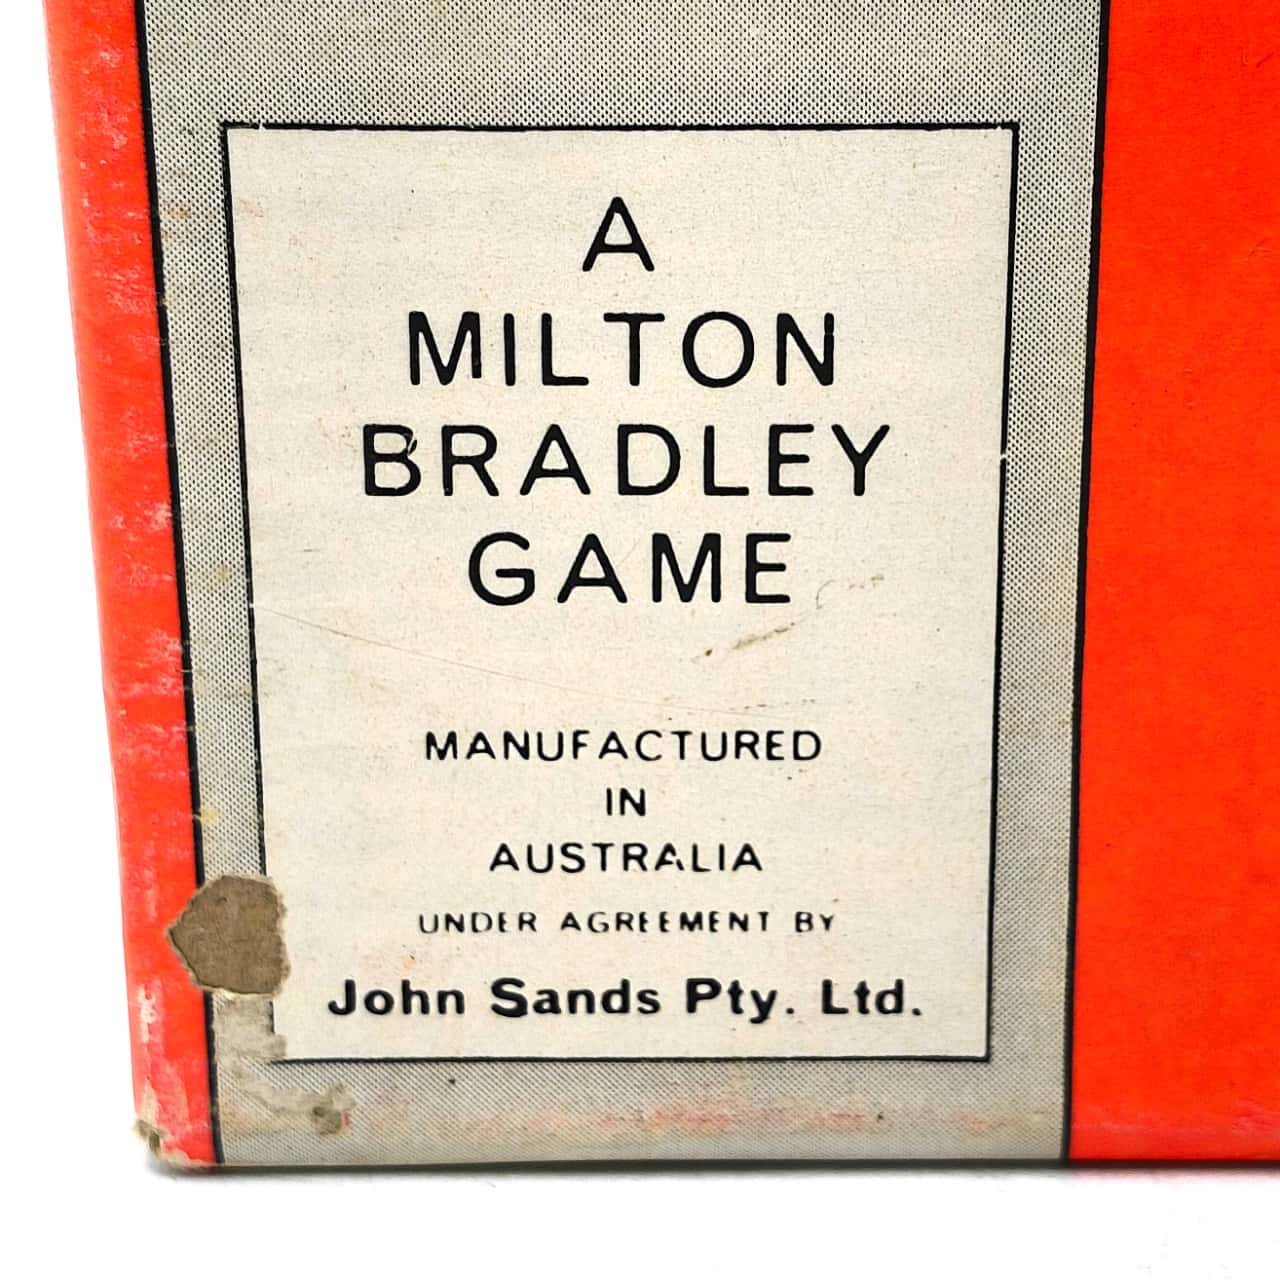 A
MILTON
BRADLEY
GAME
MANUFACTURED
IN
AUSTRALIA
UNDER AGREEMENT BY
John Sands Pty. Ltd.